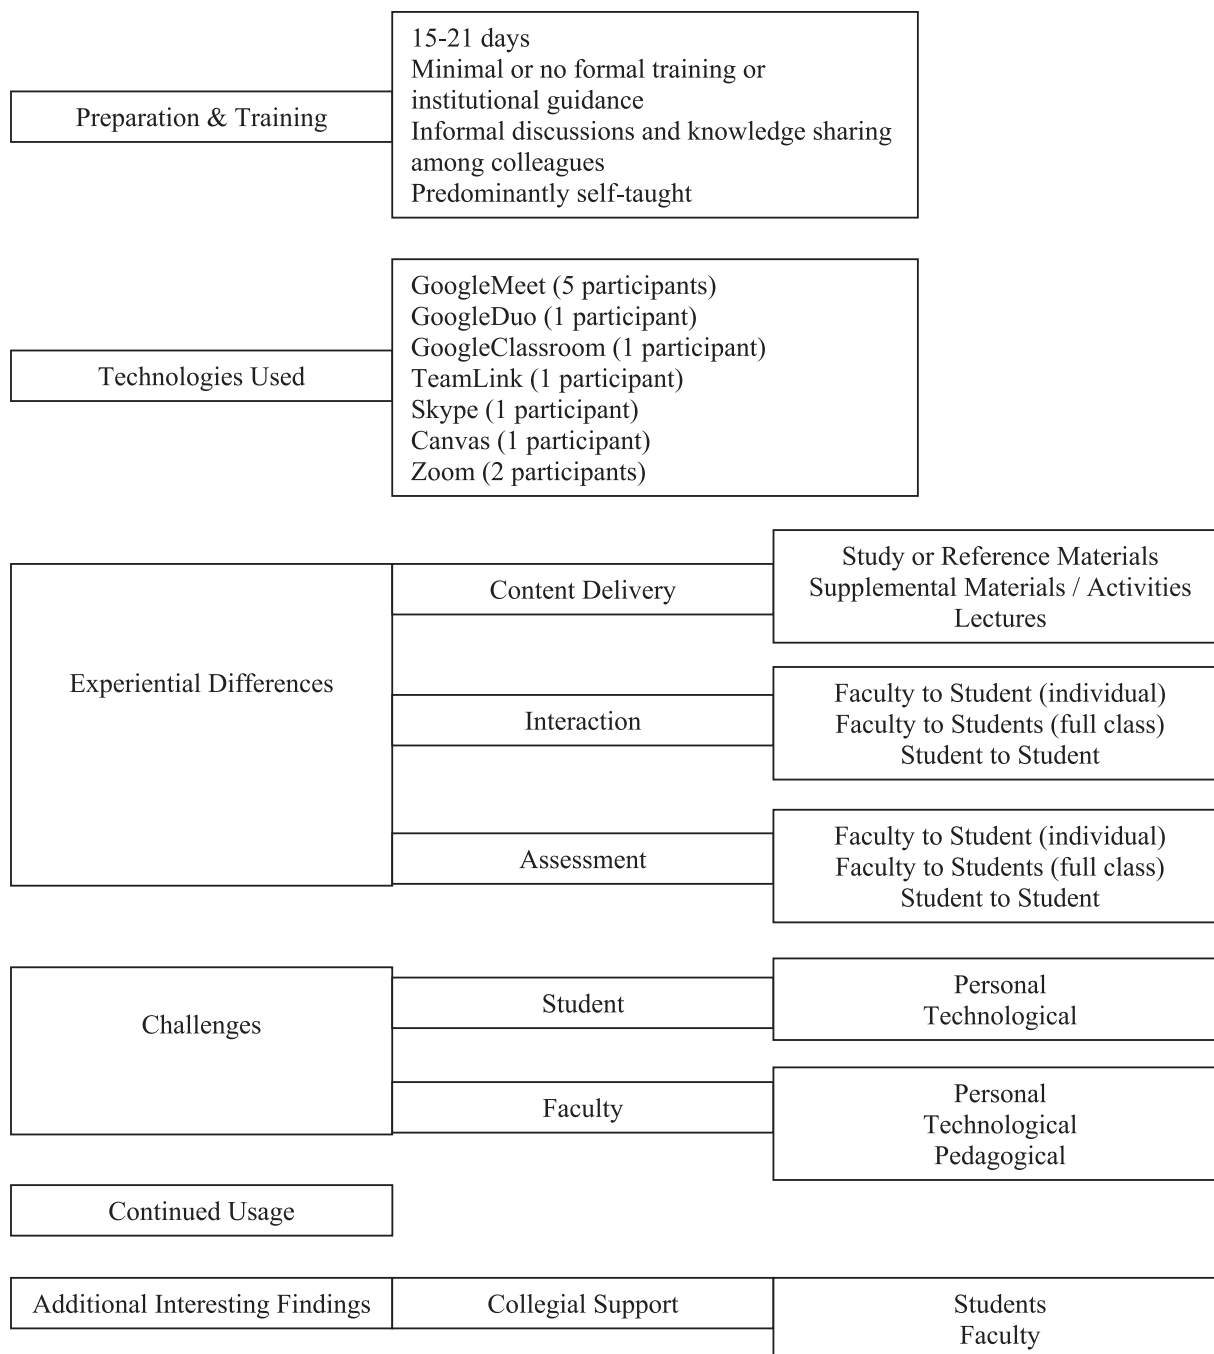 Preparation & Training
15-21 days
Minimal or no formal training or
institutional guidance
Informal discussions and knowledge sharing
among colleagues
Predominantly self-taught
Technologies Used
GoogleMeet (5 participants)
GoogleDuo (1 participant)
GoogleClassroom (1 participant)
TeamLink (1 participant)
Skype (1 participant)
Canvas (1 participant)
Zoom (2 participants)
Experiential Differences
Content Delivery
Study or Reference Materials
Supplemental Materials / Activities
Lectures
Interaction
Faculty to Student (individual)
Faculty to Students (full class)
Student to Student
Assessment
Faculty to Student (individual)
Faculty to Students (full class)
Student to Student
Challenges
Student
Personal
Technological
Faculty
Personal
Technological
Pedagogical
Continued Usage
Additional Interesting Findings
Collegial Support
Students
Faculty